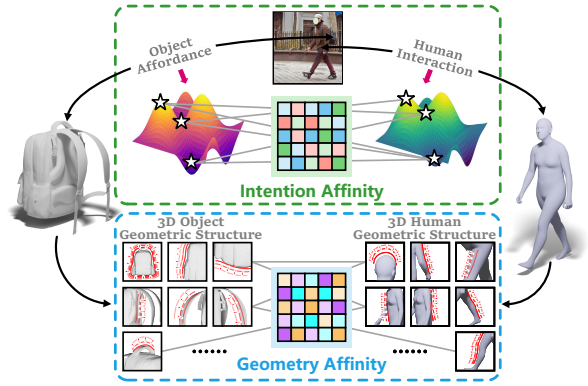 Object
Affordance
Human
Interaction
Intention Affinity
3D Object
Geometric Structure
3D Human
Geometric Structure
......
......
Geometry Affinity